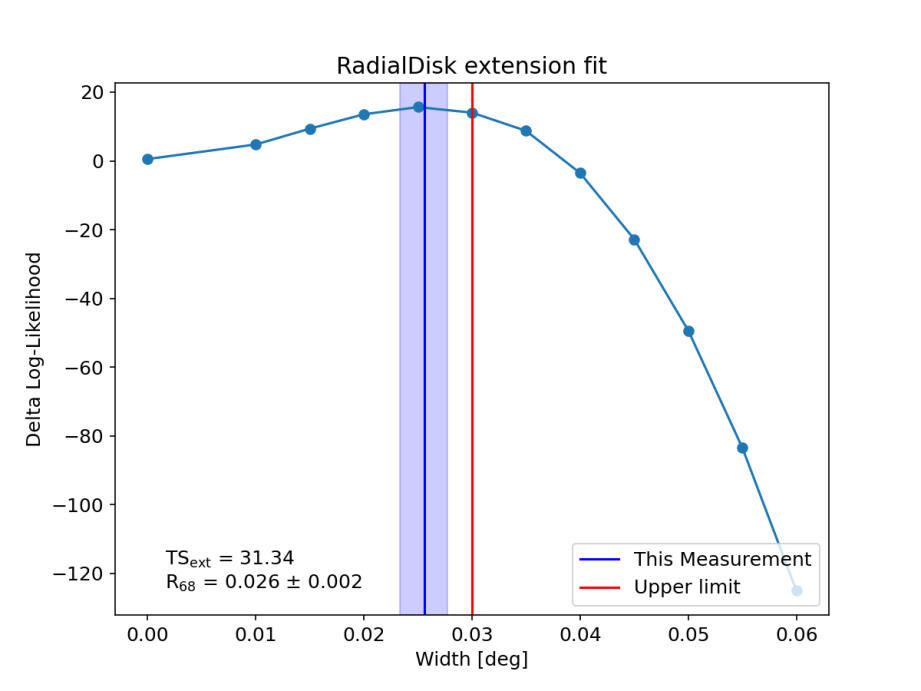 RadialDisk extension fit
20
0
−20
−40
−60
−80
−100
−120
Delta Log-Likelihood
TSext = 31.34
R68 = 0.026 ± 0.002
This Measurement
Upper limit
0.00 0.01 0.02 0.03 0.04 0.05 0.06
Width [deg]